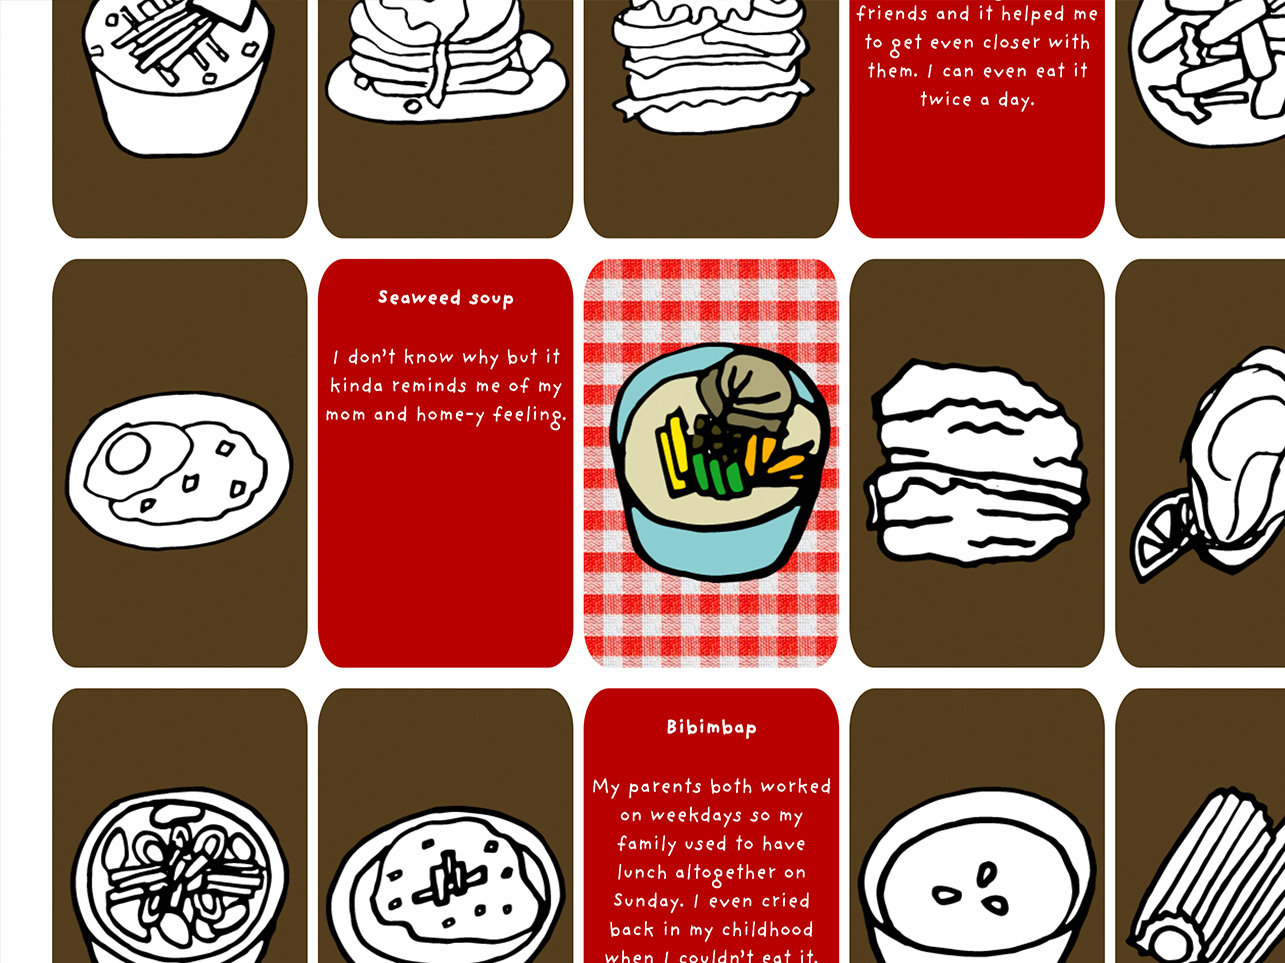 friends and it helped me
to get even closer with
them. I can even eat it
twice a day.
Seaweed soup
I don't know why but it
kinda reminds me of my
mom and home-y feeling.
Bibimbap
My parents both worked
on weekdays so my
family used to have
lunch altogether on
Sunday. I even cried
back in my childhood
when I couldn't eat it.